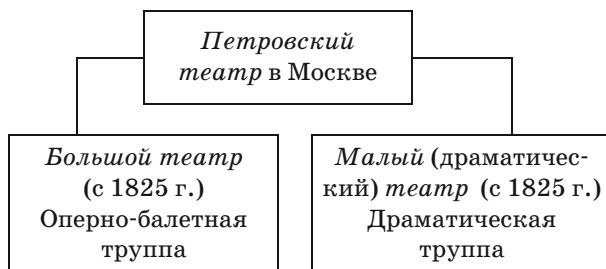 Петровский
театр в Москве
Большой театр
(с 1825 г.)
Оперно-балетная
труппа
Малый (драматичес-
кий) театр (с 1825 г.)
Драматическая
труппа